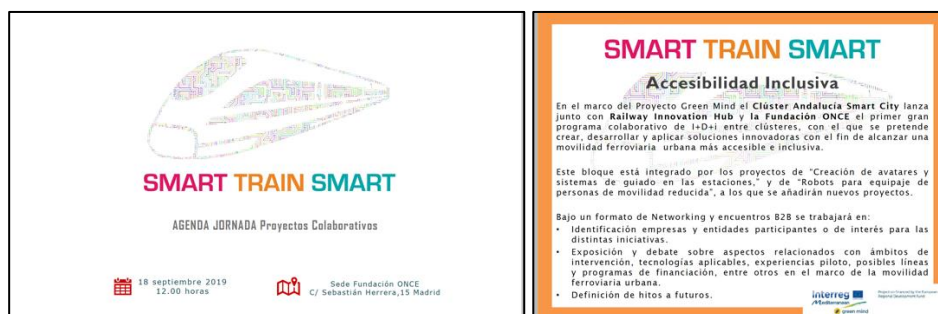 SMART TRAIN SMART
AGENDA JORNADA Proyectos Colaborativos
18 septiembre 2019
12.00 horas
Sede Fundación ONCE
C/ Sebastián Herrera,15 Madrid
SMART TRAIN SMART
Accesibilidad Inclusiva
En el marco del Proyecto Green Mind el Clúster Andalucía Smart City lanza
junto con Railway Innovation Hub y la Fundación ONCE el primer gran
programa colaborativo de I+D+i entre clústeres, con el que se pretende
crear, desarrollar y aplicar soluciones innovadoras con el fin de alcanzar una
movilidad ferroviaria urbana más accesible e inclusiva.
Este bloque está integrado por los proyectos de "Creación de avatares y
sistemas de guiado en las estaciones," y de "Robots para equipaje de
personas de movilidad reducida", a los que se añadirán nuevos proyectos.
Bajo un formato de Networking y encuentros B2B se trabajará en:
• Identificación empresas y entidades participantes o de interés para las
distintas iniciativas.
• Exposición y debate sobre aspectos relacionados con ámbitos de
intervención, tecnologías aplicables, experiencias piloto, posibles líneas
y programas de financiación, entre otros en el marco de la movilidad
ferroviaria urbana.
• Definición de hitos a futuros.
interreg
Mediterranean
green mind